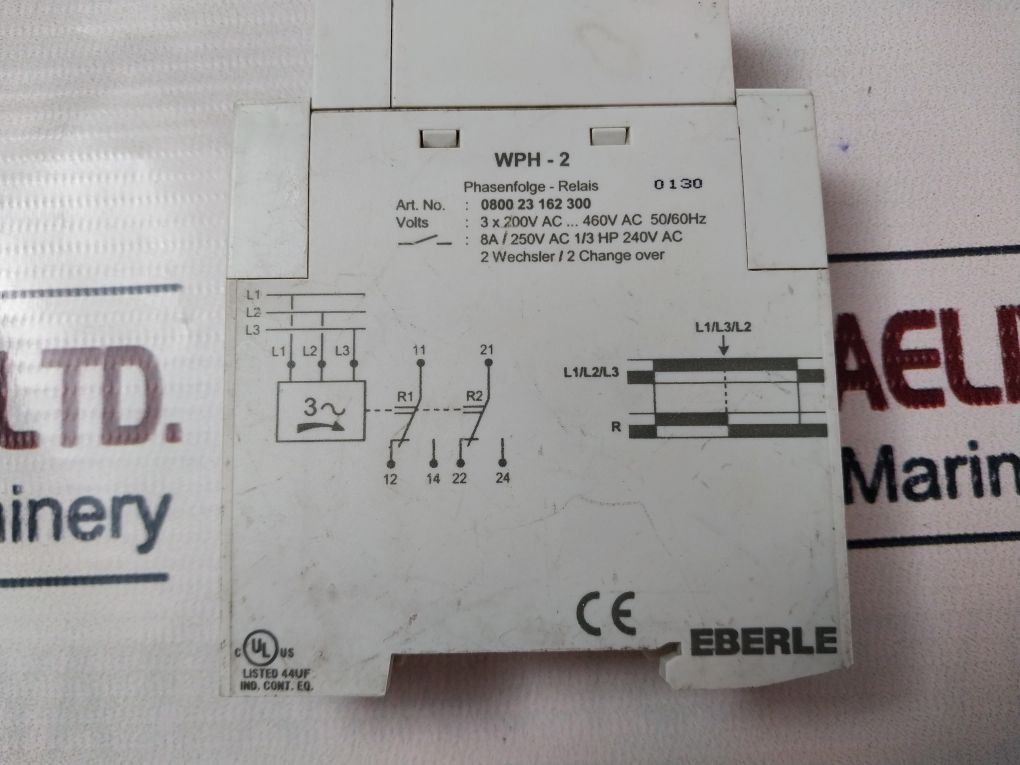 WPH - 2
Phasenfolge - Relais 0130
Art. No. : 0800 23 162 300
Volts : 3 x 200V AC ... 460V AC 50/60Hz
: 8A / 250V AC 1/3 HP 240V AC
2 Wechsler / 2 Change over
L1
L2
L3
L1 L2 L3
11 21
3~
R1 R2
12 14 22 24
L1/L3/L2
L1/L2/L3
R
CE
EBERLE
C UL US
LISTED 44UF
IND. CONT. EQ.
LTD.
inery
AELI
Marin